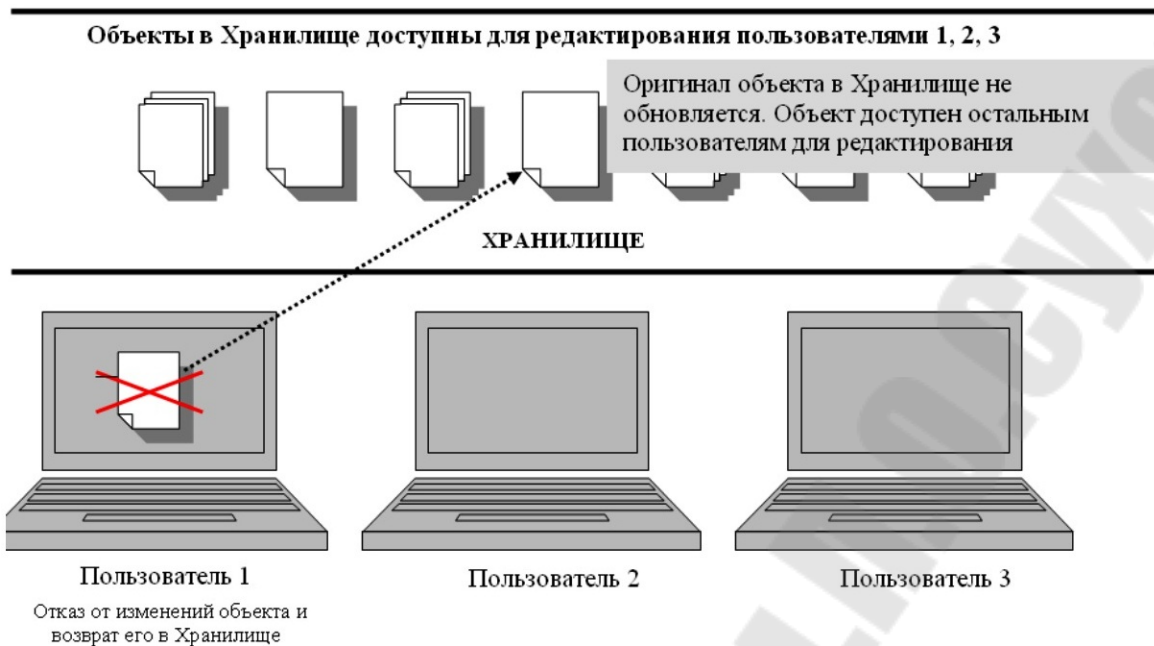 Объекты в Хранилище доступны для редактирования пользователями 1, 2, 3
Оригинал объекта в Хранилище не
обновляется. Объект доступен остальным
пользователям для редактирования
ХРАНИЛИЩЕ
Пользователь 1
Пользователь 2
Пользователь 3
Отказ от изменений объекта и
возврат его в Хранилище